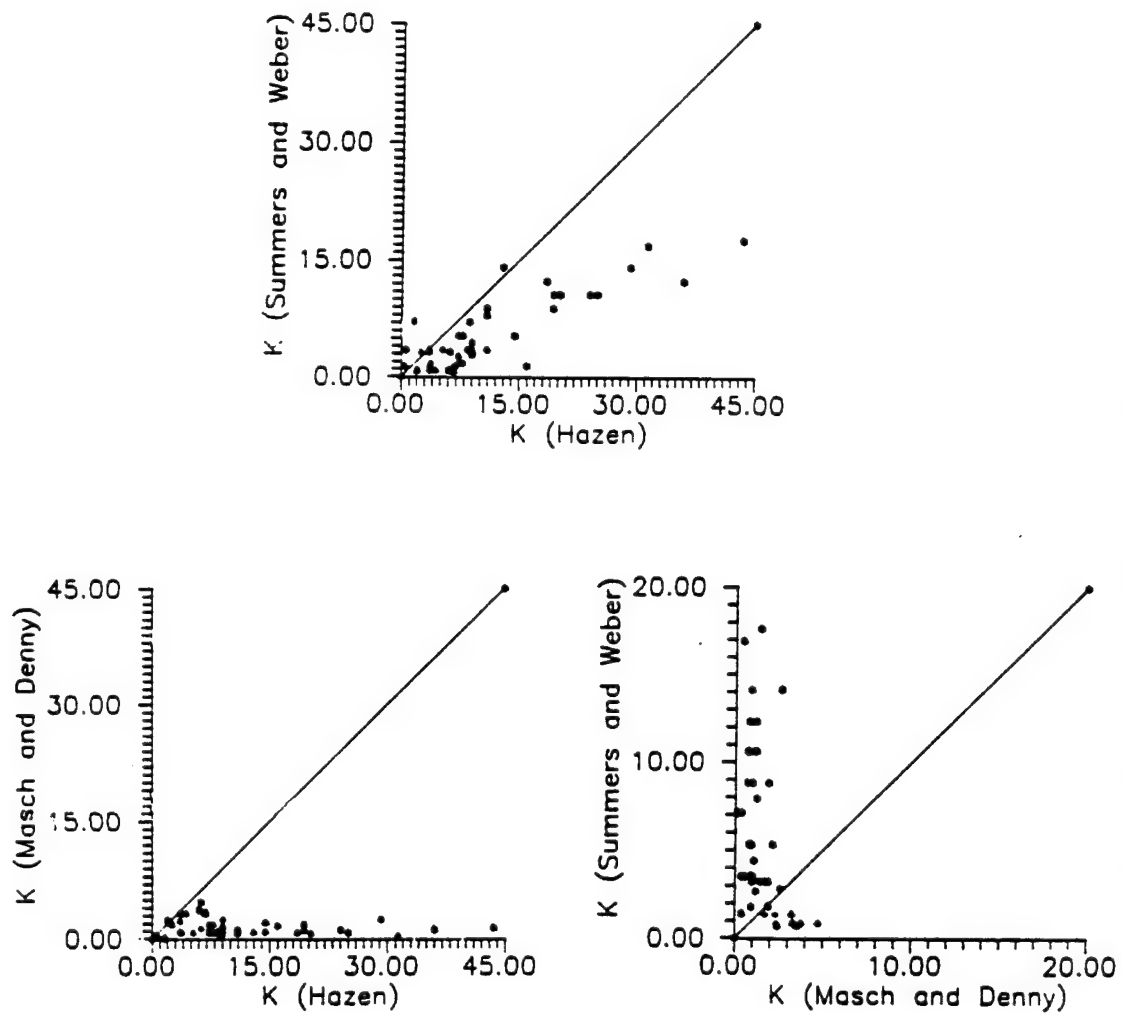 45.00
30.00
15.00
0.00
K (Summers and Weber)
0.00 15.00 30.00 45.00
K (Hazen)
45.00
30.00
15.00
0.00
K (Masch and Denny)
0.00 15.00 30.00 45.00
K (Hazen)
20.00
10.00
0.00
K (Summers and Weber)
0.00 10.00 20.00
K (Masch and Denny)